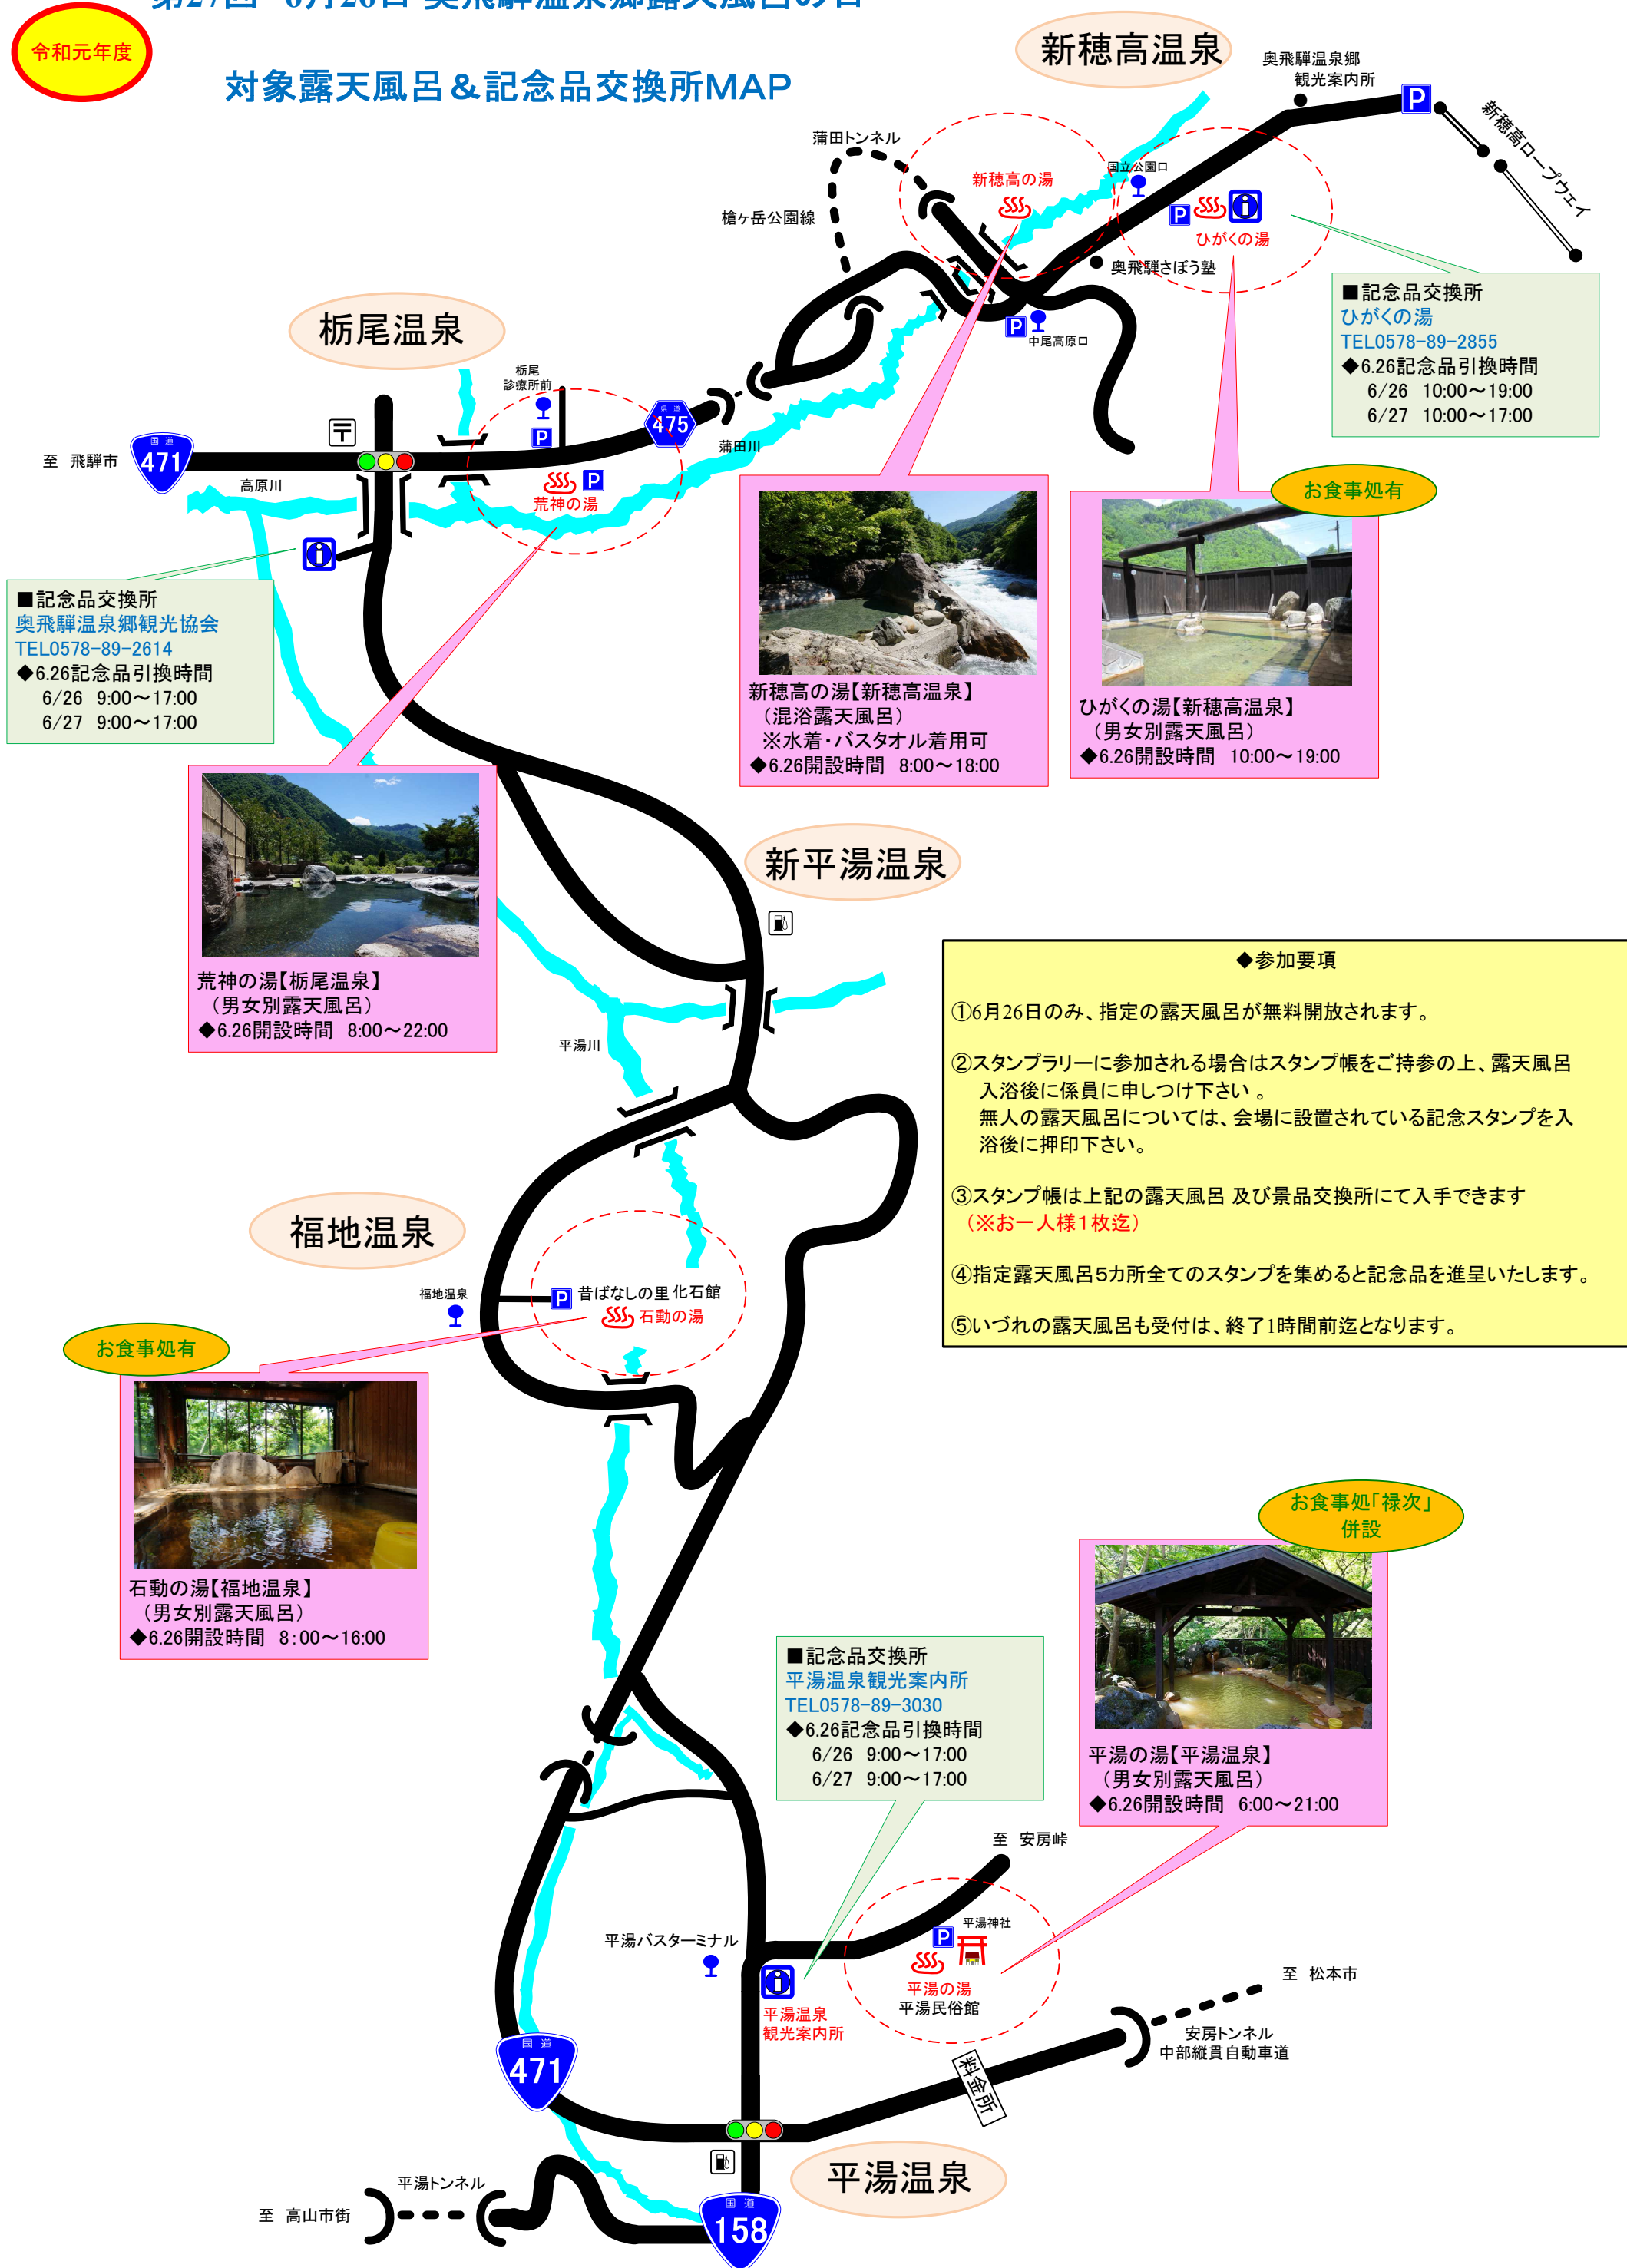 第27回 6月26日 奥飛騨温泉郷露天風呂の日
令和元年度
対象露天風呂＆記念品交換所MAP
新穂高温泉
奥飛騨温泉郷
観光案内所
P
新穂高ロープウェイ
蒲田トンネル
新穂高の湯
国立公園口
P
ひがくの湯
槍ヶ岳公園線
奥飛騨さぼう塾
P
中尾高原口
■記念品交換所
ひがくの湯
TEL0578-89-2855
◆6.26記念品引換時間
6/26 10:00～19:00
6/27 10:00～17:00
栃尾温泉
栃尾
診療所前
P
県道
475
蒲田川
国道
471
至 飛騨市
高原川
P
荒神の湯
お食事処有
■記念品交換所
奥飛騨温泉郷観光協会
TEL0578-89-2614
◆6.26記念品引換時間
6/26 9:00～17:00
6/27 9:00～17:00
新穂高の湯【新穂高温泉】
（混浴露天風呂）
※水着・バスタオル着用可
◆6.26開設時間 8:00～18:00
ひがくの湯【新穂高温泉】
（男女別露天風呂）
◆6.26開設時間 10:00～19:00
新平湯温泉
荒神の湯【栃尾温泉】
（男女別露天風呂）
◆6.26開設時間 8:00～22:00
平湯川
◆参加要項
①6月26日のみ、指定の露天風呂が無料開放されます。
②スタンプラリーに参加される場合はスタンプ帳をご持参の上、露天風呂
入浴後に係員に申しつけ下さい 。
無人の露天風呂については、会場に設置されている記念スタンプを入
浴後に押印下さい。
③スタンプ帳は上記の露天風呂 及び景品交換所にて入手できます
（※お一人様１枚迄）
④指定露天風呂５カ所全てのスタンプを集めると記念品を進呈いたします。
⑤いづれの露天風呂も受付は、終了1時間前迄となります。
福地温泉
福地温泉
P
昔ばなしの里 化石館
石動の湯
お食事処有
石動の湯【福地温泉】
（男女別露天風呂）
◆6.26開設時間 8：00～16:00
お食事処「禄次」
併設
■記念品交換所
平湯温泉観光案内所
TEL0578-89-3030
◆6.26記念品引換時間
6/26 9:00～17:00
6/27 9:00～17:00
平湯の湯【平湯温泉】
（男女別露天風呂）
◆6.26開設時間 6:00～21:00
至 安房峠
平湯バスターミナル
平湯神社
P
平湯の湯
平湯民俗館
平湯温泉
観光案内所
至 松本市
安房トンネル
中部縦貫自動車道
料金所
国道
471
平湯温泉
平湯トンネル
至 高山市街
国道
158